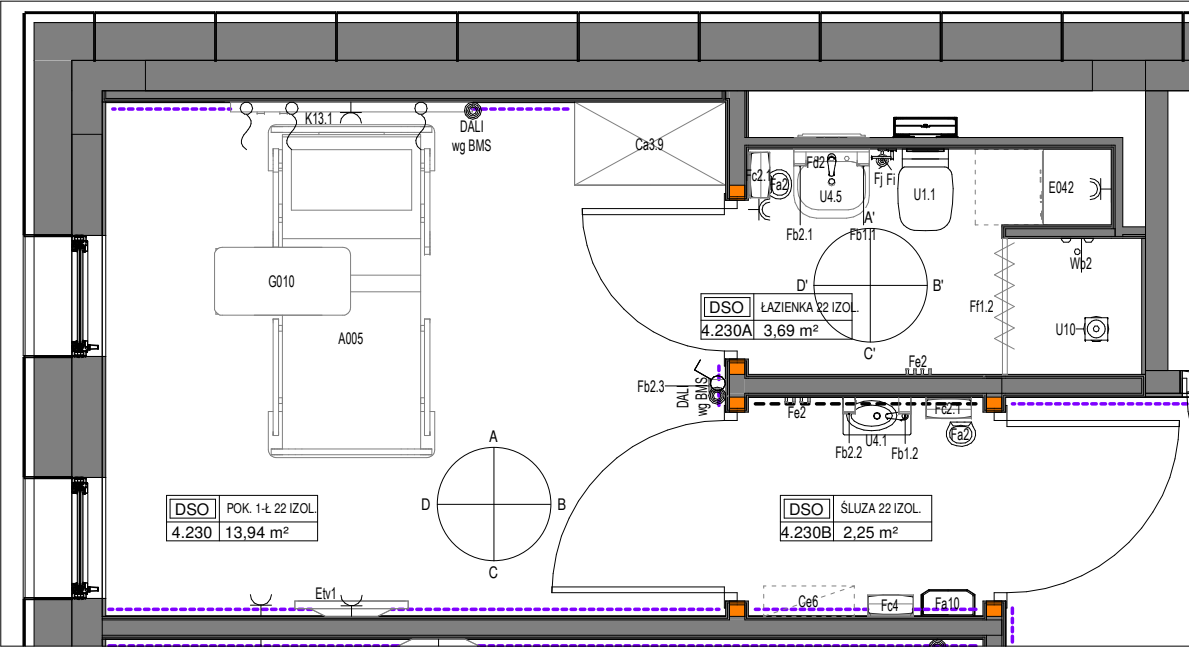 K13.1
DALI
wg BMS
Ca3.9
Fc2.1
Fa2
Fd2
U4.5
Fj Fi
U1.1
E042
Fb2.1
A'
Fb1.1
Wb2
G010
D'
B'
DSO ŁAZIENKA 22 IZOL.
4.230A 3,69 m²
Ff1.2
U10
A005
C'
Fb2.3
DALI
wg BMS
Fe2
Fe2
Fc2.1
Fa2
U4.1
Fb2.2
Fb1.2
A
D
B
C
DSO POK. 1-Ł 22 IZOL.
4.230 13,94 m²
DSO ŚLUZA 22 IZOL.
4.230B 2,25 m²
Etv1
Ce6
Fc4
Fa10